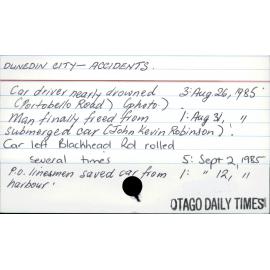 DUNEDIN CITY — ACCIDENTS.
Car driver nearly drowned 3: Aug. 26, 1985
(Portobello Road) (photo).
Man finally freed from 1: Aug 31, "
submerged car (John Kevin Robinson).
Car left Blackhead Rd rolled
several times 5: Sept 2, 1985
P.O. linesmen saved car from 1: " 12, "
harbour.
OTAGO DAILY TIMES